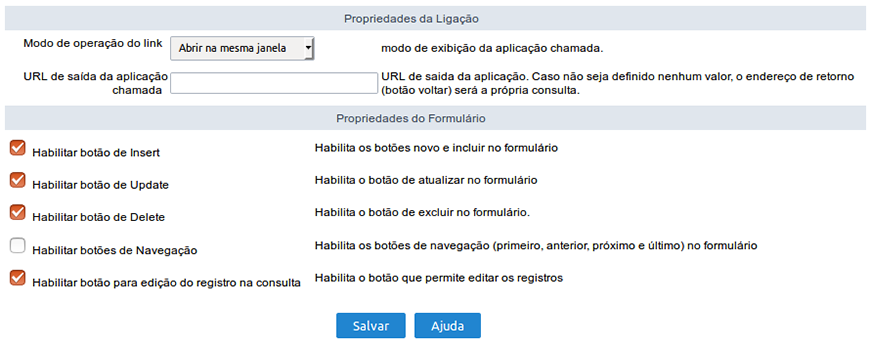 Propriedades da Ligação
Modo de operação do link
Abrir na mesma janela
modo de exibição da aplicação chamada.
URL de saída da aplicação
chamada
URL de saida da aplicação. Caso não seja definido nenhum valor, o endereço de retorno
(botão voltar) será a própria consulta.
Propriedades do Formulário
Habilitar botão de Insert
Habilita os botões novo e incluir no formulário
Habilitar botão de Update
Habilita o botão de atualizar no formulário
Habilitar botão de Delete
Habilita o botão de excluir no formulário.
Habilitar botões de Navegação
Habilita os botões de navegação (primeiro, anterior, próximo e último) no formulário
Habilitar botão para edição do registro na consulta
Habilita o botão que permite editar os registros
Salvar
Ajuda